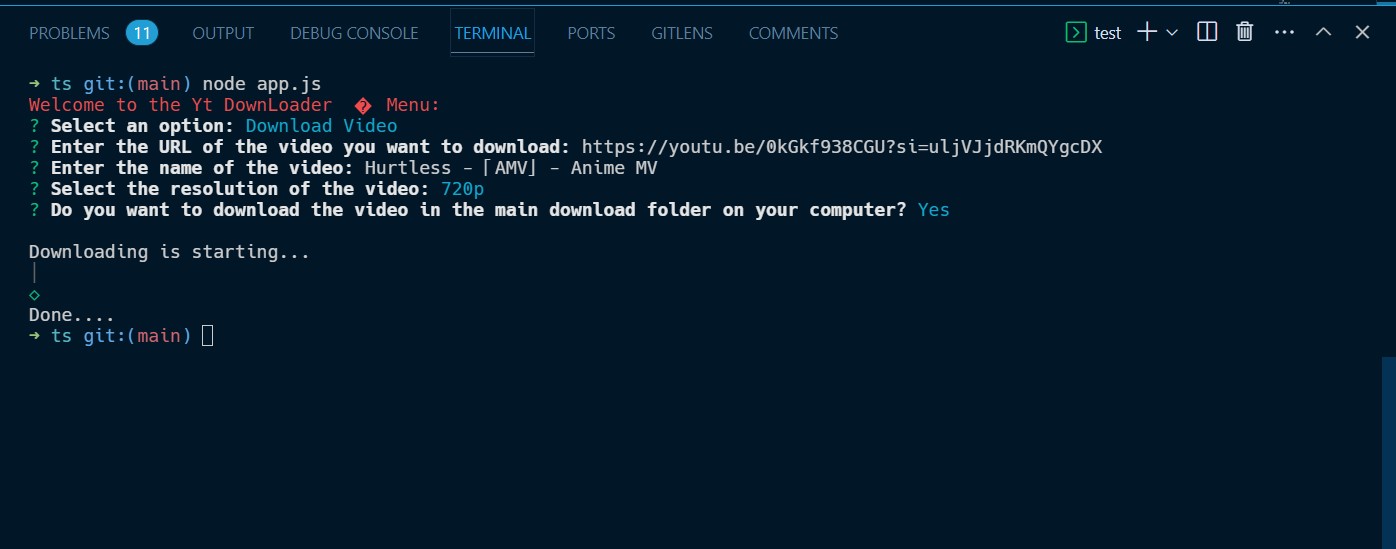 PROBLEMS 11 OUTPUT DEBUG CONSOLE TERMINAL PORTS GITLENS COMMENTS test
→ ts git:(main) node app.js
Welcome to the Yt DownLoader � Menu:
? Select an option: Download Video
? Enter the URL of the video you want to download: https://youtu.be/0kGkf938CGU?si=uljVJjdRKmQYgcDX
? Enter the name of the video: Hurtless - ⌈AMV⌋ - Anime MV
? Select the resolution of the video: 720p
? Do you want to download the video in the main download folder on your computer? Yes
Downloading is starting...
│
◇
Done....
→ ts git:(main)